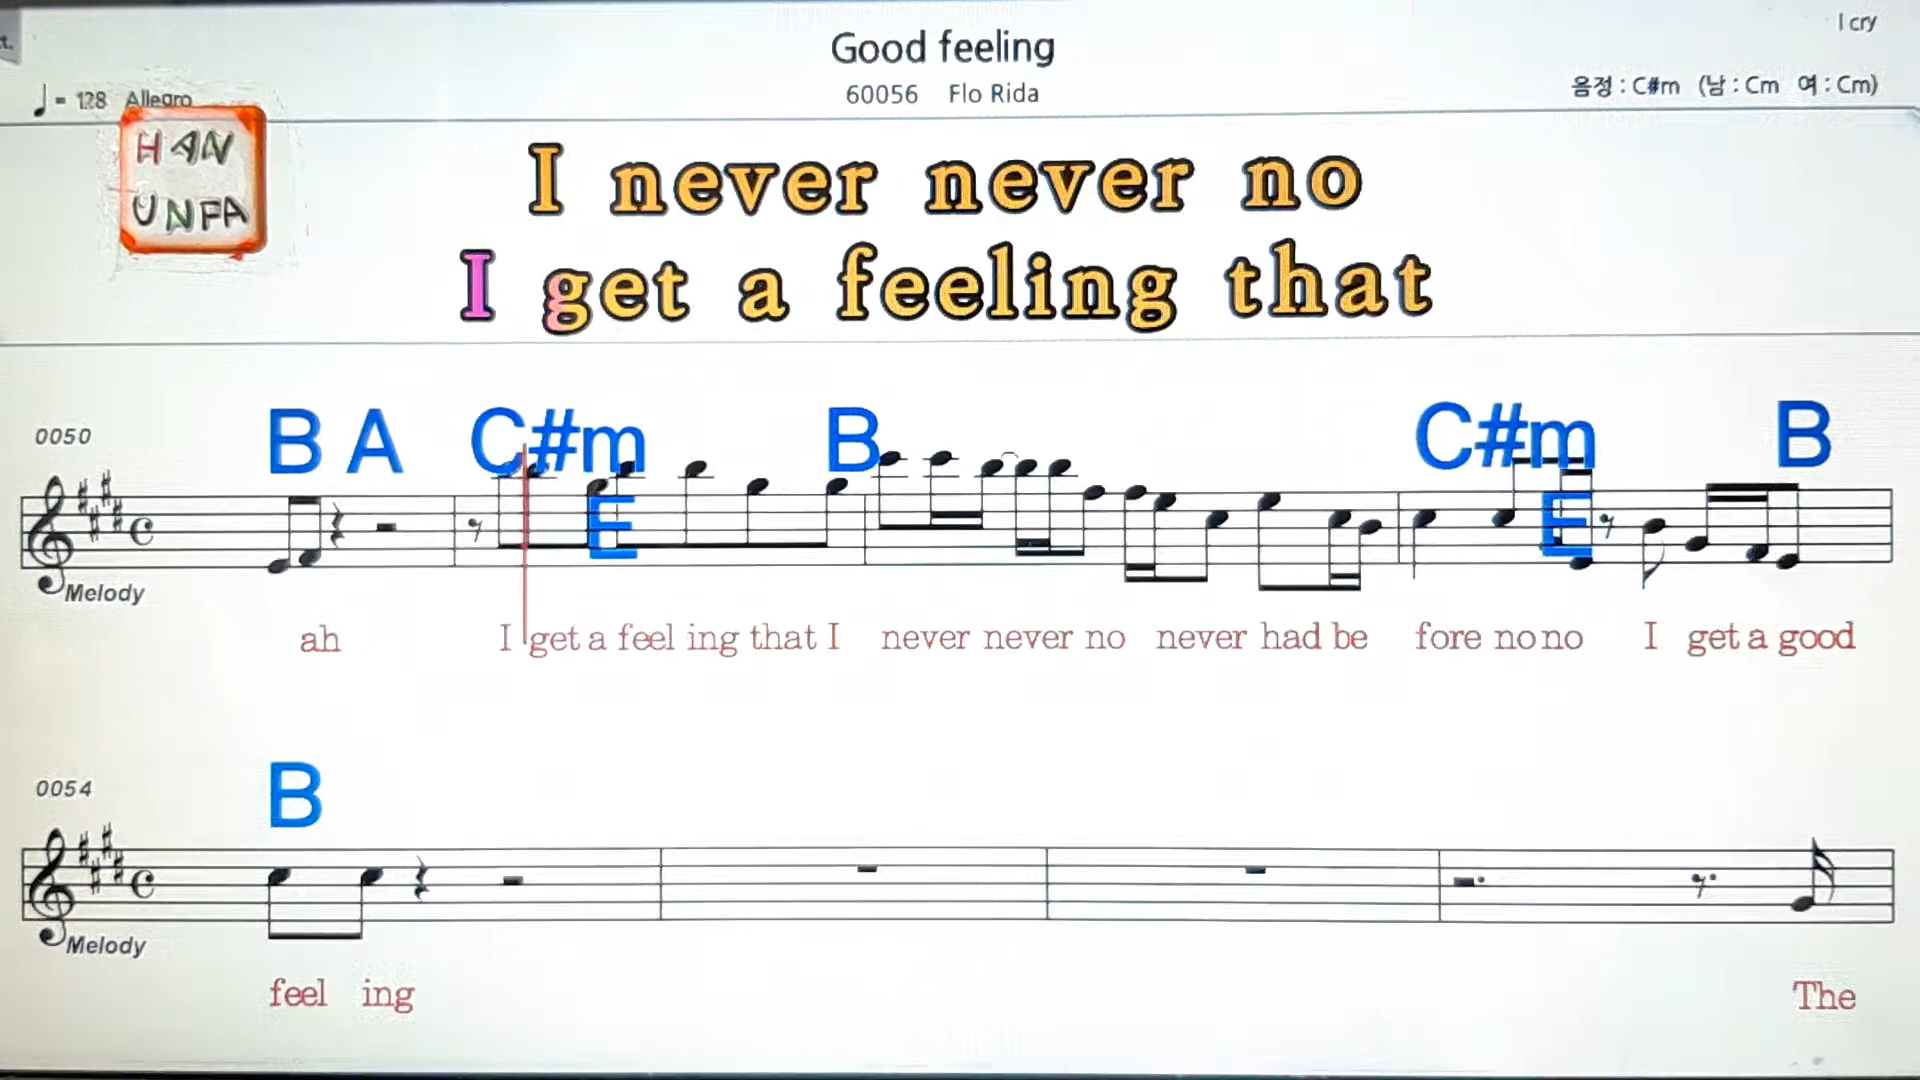 t.
I cry
Good feeling
♩= 128 Allegro
60056 Flo Rida
음정 : C#m (남 : Cm 여 : Cm)
HAN
UNFA
I never never no
I get a feeling that
0050
B A C#m E B C#m E B
Melody
ah I get a feel ing that I never never no never had be fore no no I get a good
0054
B
Melody
feel ing The